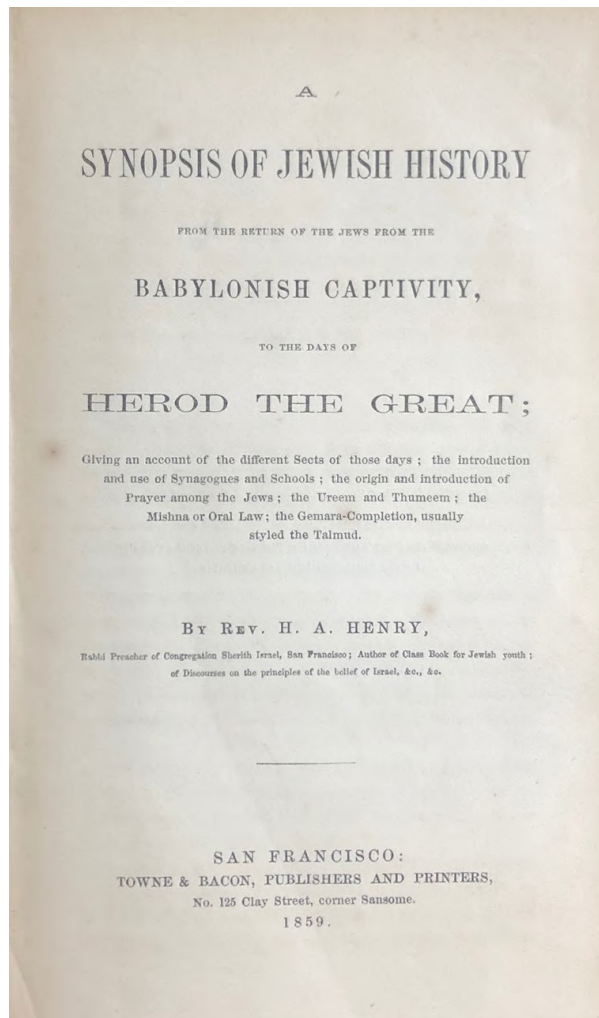 A
SYNOPSIS OF JEWISH HISTORY
FROM THE RETURN OF THE JEWS FROM THE
BABYLONISH CAPTIVITY,
TO THE DAYS OF
HEROD THE GREAT;
Giving an account of the different Sects of those days ; the introduction
and use of Synagogues and Schools ; the origin and introduction of
Prayer among the Jews ; the Ureem and Thumeem ; the
Mishna or Oral Law; the Gemara-Completion, usually
styled the Talmud.
BY REV. H. A. HENRY,
Rabbi Preacher of Congregation Sherith Israel, San Francisco ; Author of Class Book for Jewish youth ;
of Discourses on the principles of the belief of Israel, &c., &c.
SAN FRANCISCO:
TOWNE & BACON, PUBLISHERS AND PRINTERS,
No. 125 Clay Street, corner Sansome.
1859.